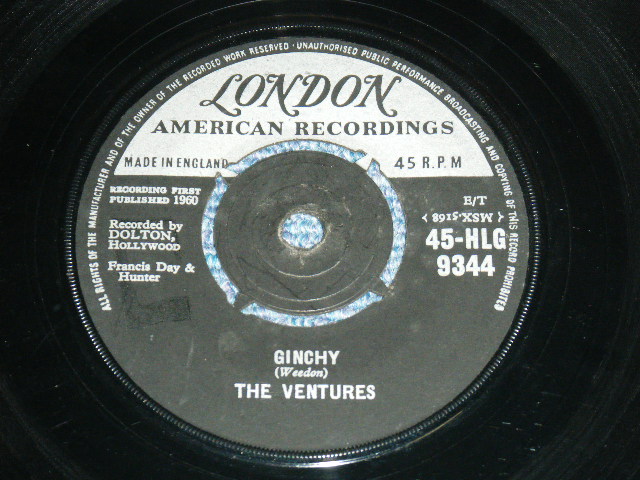 ALL RIGHTS OF THE MANUFACTURER AND OF THE OWNER OF THE RECORDED WORK RESERVED · UNAUTHORISED PUBLIC PERFORMANCE BROADCASTING AND COPYING OF THIS RECORD PROHIBITED
LONDON
AMERICAN RECORDINGS
MADE IN ENGLAND
45 R.P.M
RECORDING FIRST
PUBLISHED 1960
Recorded by
DOLTON,
HOLLYWOOD
Francis Day &
Hunter
E/T
45-HLG
9344
GINCHY
(Weedon)
THE VENTURES